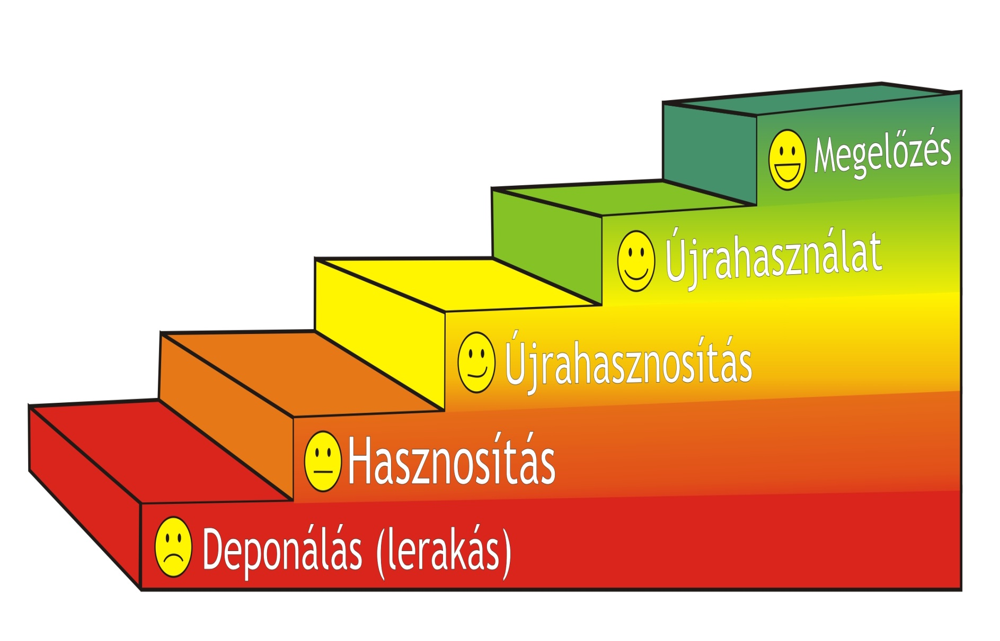 Megelőzés
Újrahasználat
Újrahasznosítás
Hasznosítás
Deponálás (lerakás)